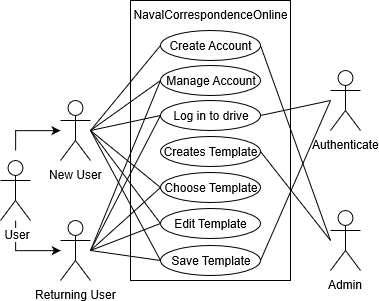 NavalCorrespondenceOnline
Create Account
Manage Account
Log in to drive
Creates Template
Choose Template
Edit Template
Save Template
New User
User
Returning User
Authenticate
Admin